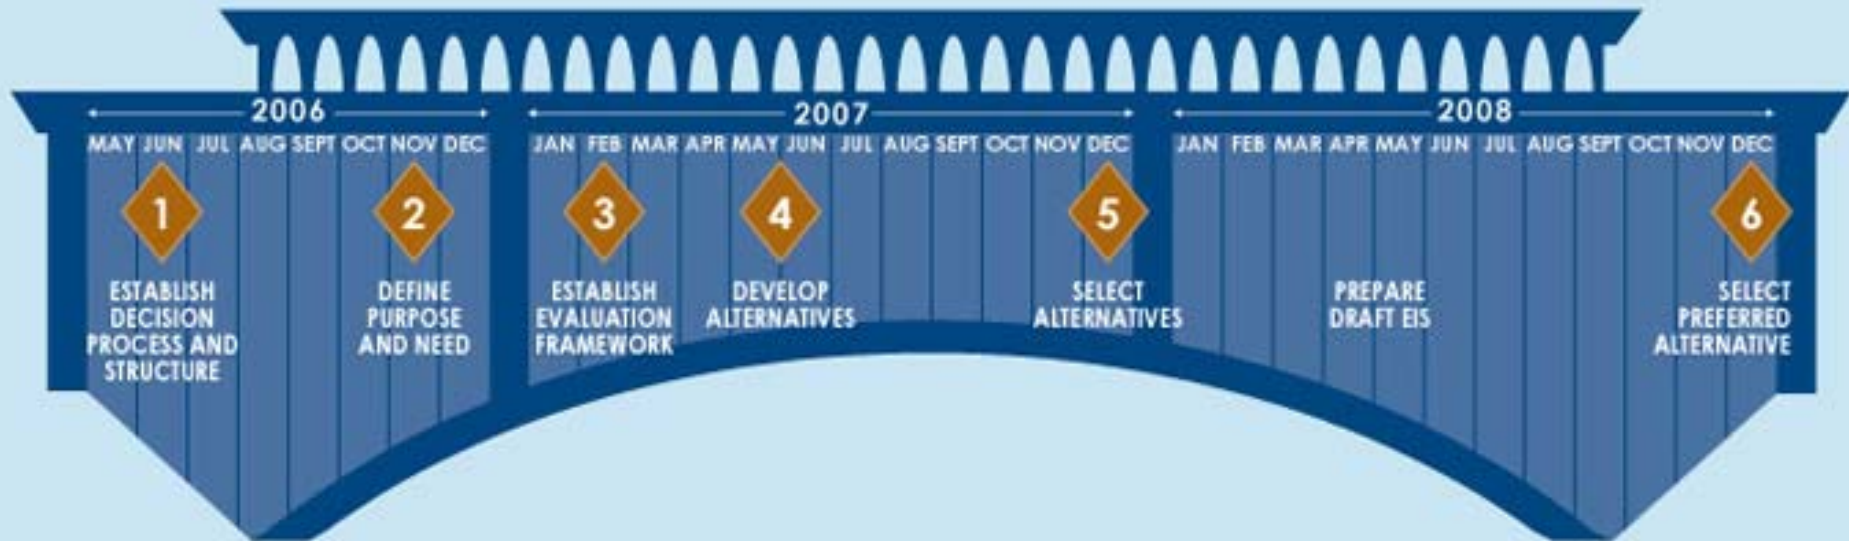 2006 2007 2008
MAY JUN JUL AUG SEPT OCT NOV DEC JAN FEB MAR APR MAY JUN JUL AUG SEPT OCT NOV DEC JAN FEB MAR APR MAY JUN JUL AUG SEPT OCT NOV DEC
1
ESTABLISH
DECISION
PROCESS AND
STRUCTURE
2
DEFINE
PURPOSE
AND NEED
3
ESTABLISH
EVALUATION
FRAMEWORK
4
DEVELOP
ALTERNATIVES
5
SELECT
ALTERNATIVES
PREPARE
DRAFT EIS
6
SELECT
PREFERRED
ALTERNATIVE